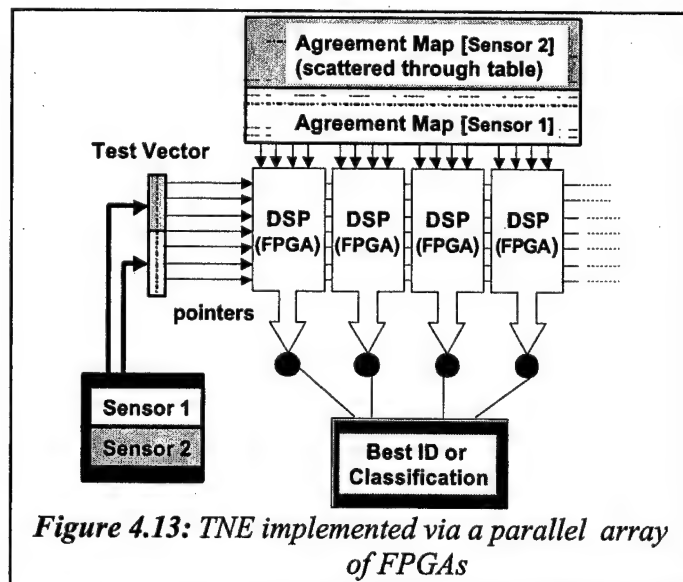 Agreement Map [Sensor 2]
(scattered through table)
Agreement Map [Sensor 1]
Test Vector
DSP
(FPGA)
DSP
(FPGA)
DSP
(FPGA)
DSP
(FPGA)
pointers
Sensor 1
Sensor 2
Best ID or
Classification
Figure 4.13: TNE implemented via a parallel array
of FPGAs